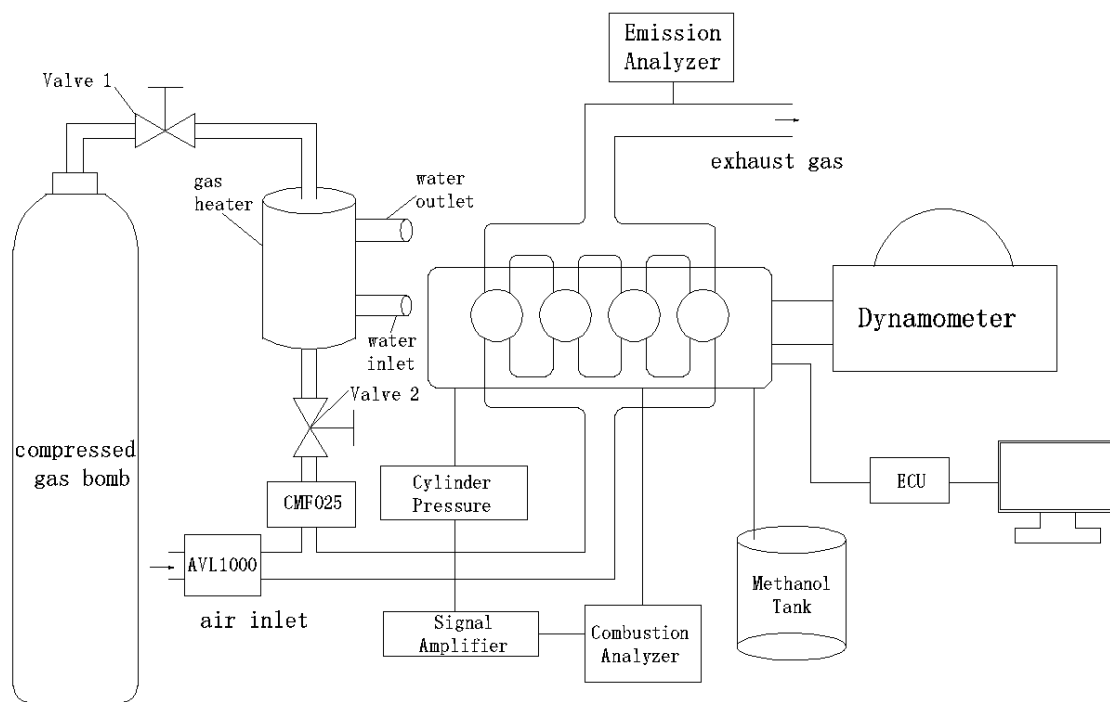 Emission
Analyzer
Valve 1
exhaust gas
gas
heater
water
outlet
water
inlet
Dynamometer
Valve 2
compressed
gas bomb
CMF025
Cylinder
Pressure
ECU
AVL1000
air inlet
Methanol
Tank
Signal
Amplifier
Combustion
Analyzer